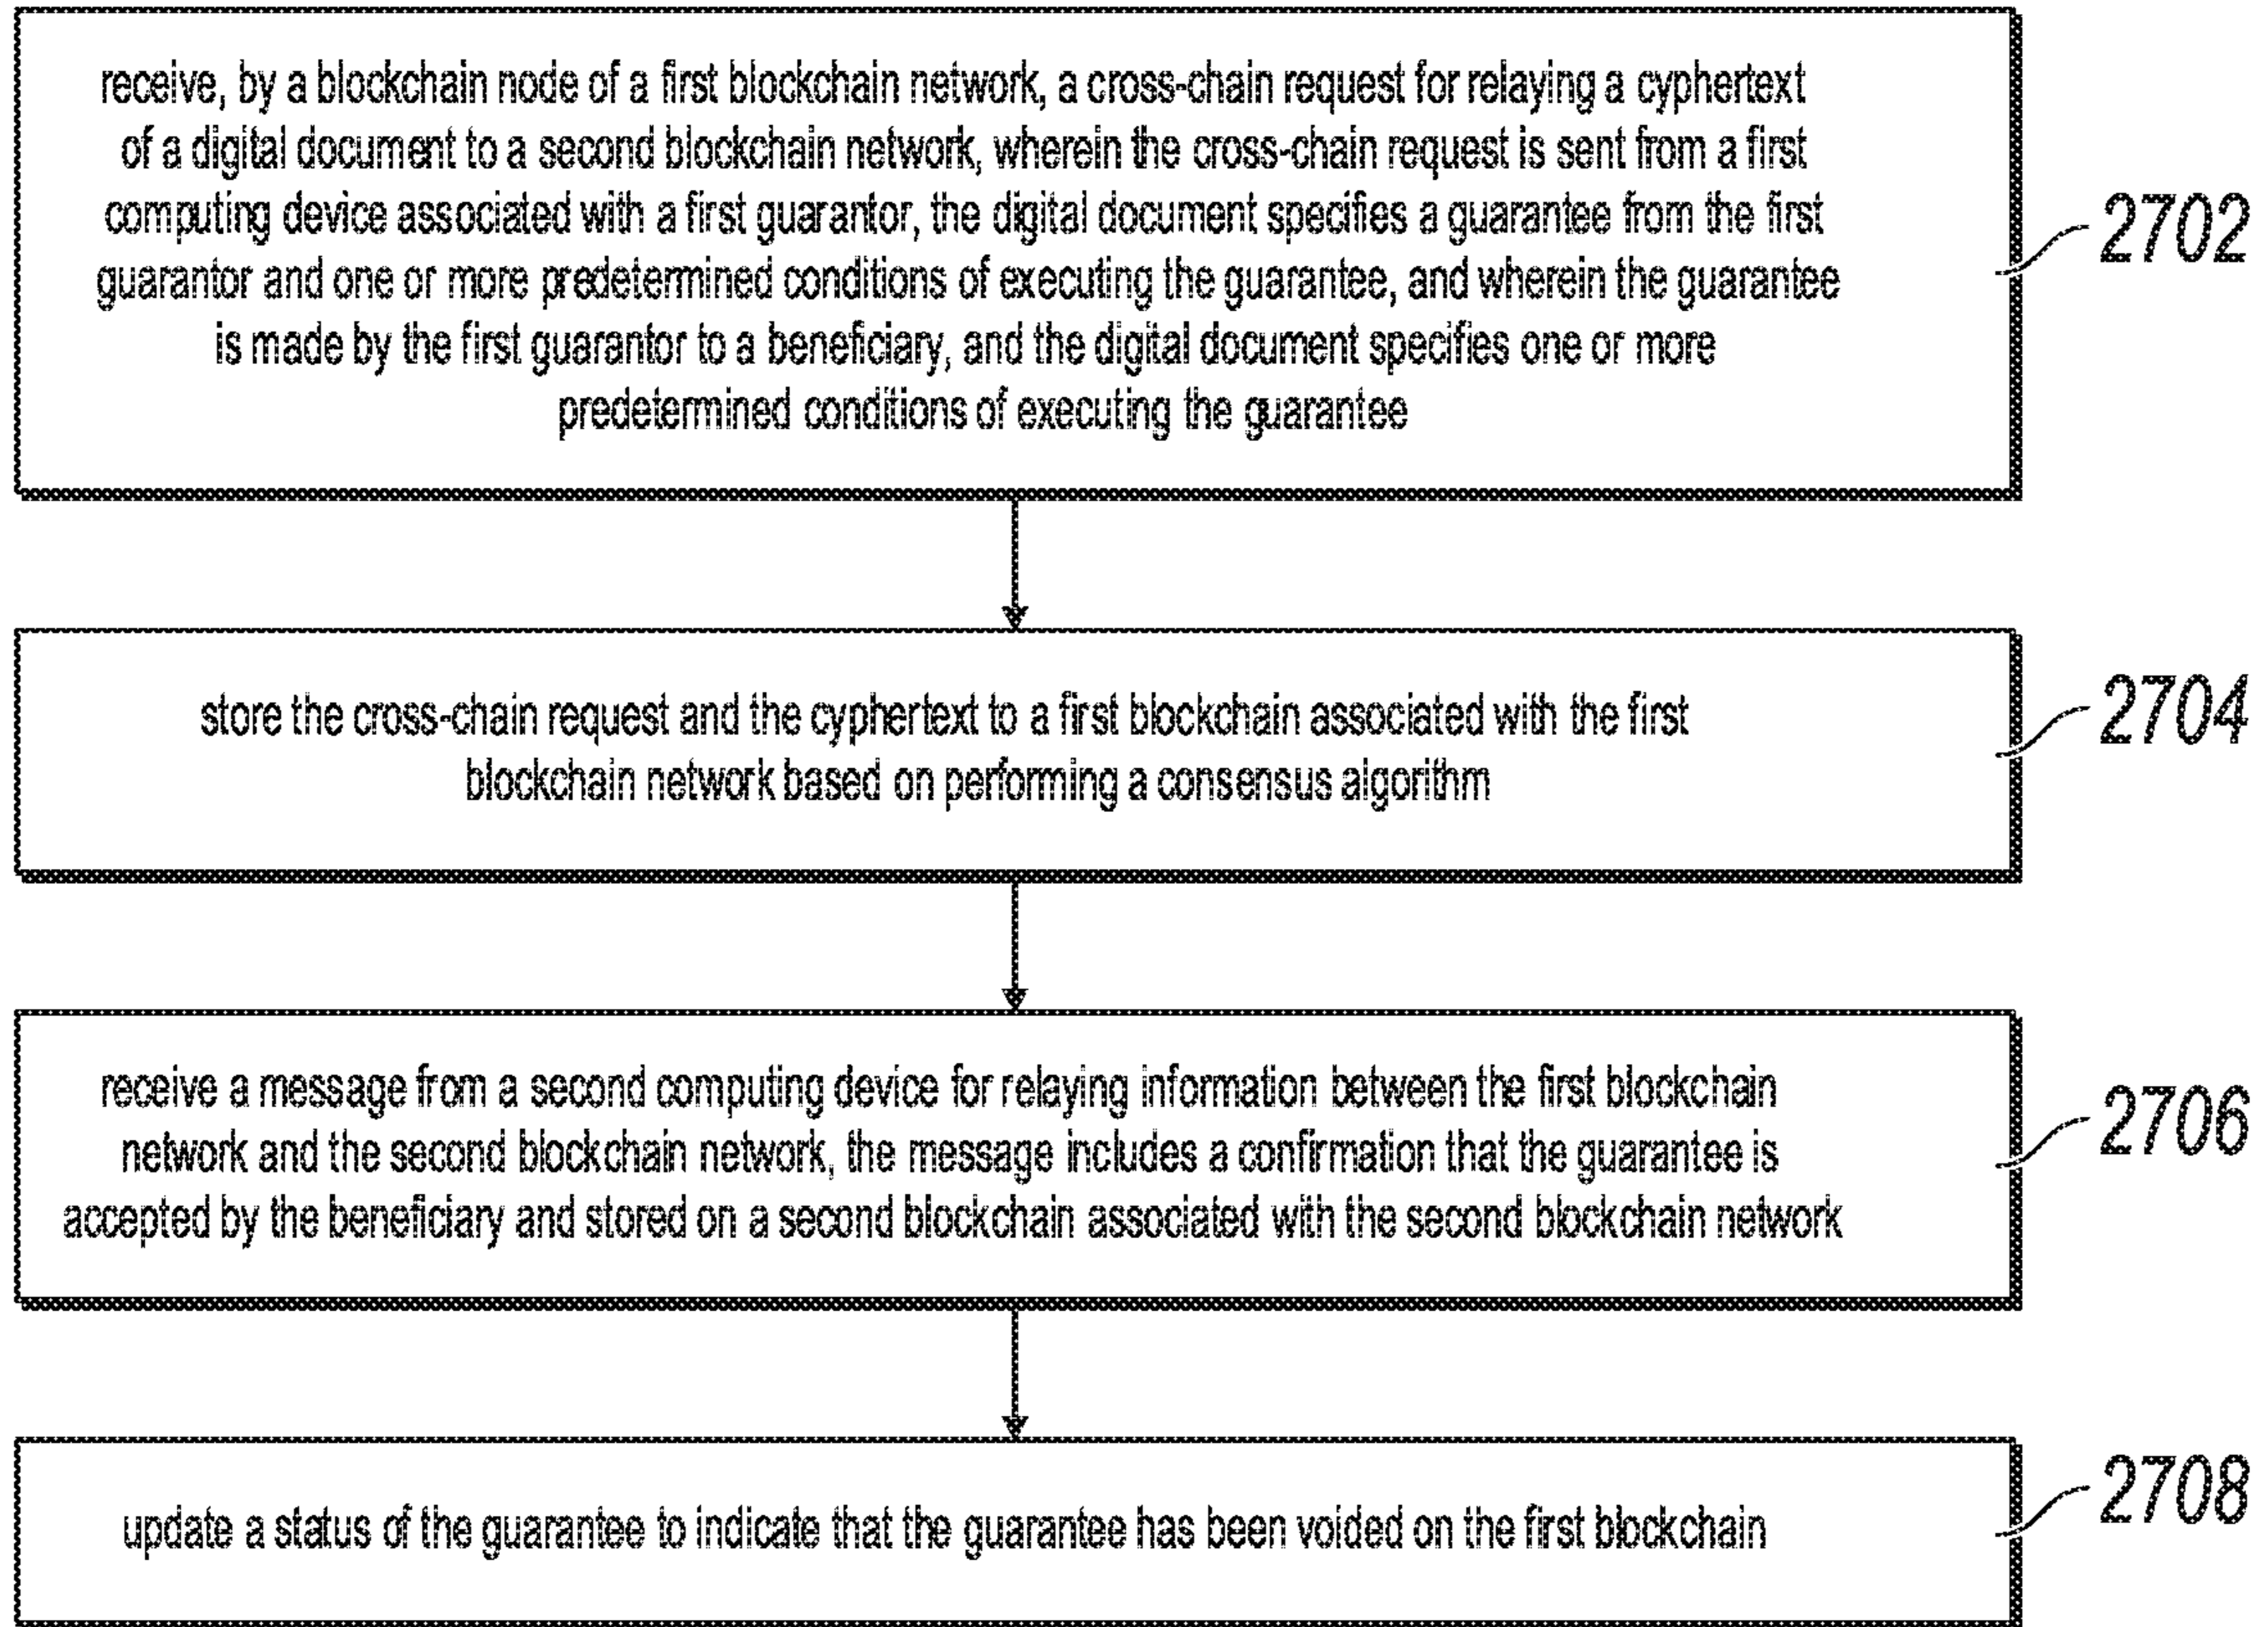 receive, by a blockchain node of a first blockchain network, a cross-chain request for relaying a cyphertext
of a digital document to a second blockchain network, wherein the cross-chain request is sent from a first
computing device associated with a first guarantor, the digital document specifies a guarantee from the first
guarantor and one or more predetermined conditions of executing the guarantee, and wherein the guarantee
is made by the first guarantor to a beneficiary, and the digital document specifies one or more
predetermined conditions of executing the guarantee
2702
store the cross-chain request and the cyphertext to a first blockchain associated with the first
blockchain network based on performing a consensus algorithm
2704
receive a message from a second computing device for relaying information between the first blockchain
network and the second blockchain network, the message includes a confirmation that the guarantee is
accepted by the beneficiary and stored on a second blockchain associated with the second blockchain network
2706
update a status of the guarantee to indicate that the guarantee has been voided on the first blockchain
2708